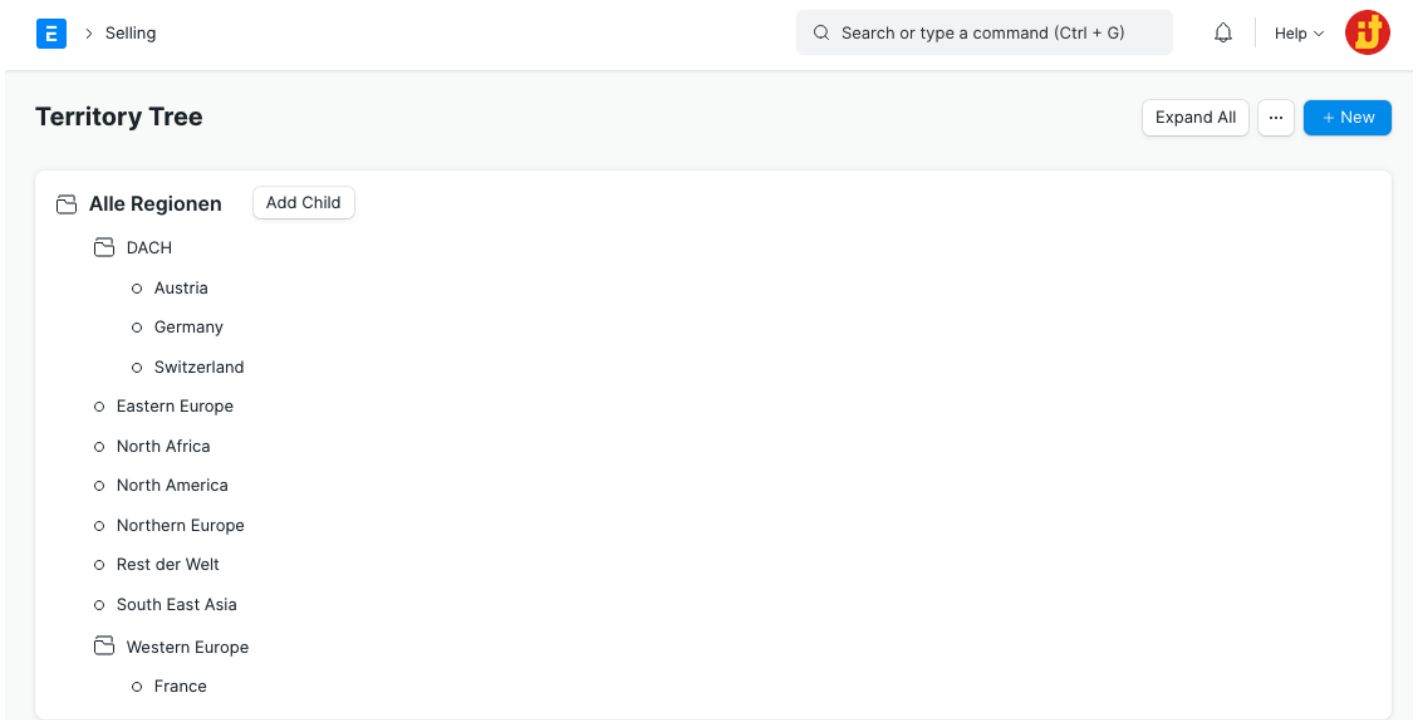 E > Selling Search or type a command (Ctrl + G) Help it
Territory Tree Expand All ... + New
Alle Regionen Add Child
DACH
Austria
Germany
Switzerland
Eastern Europe
North Africa
North America
Northern Europe
Rest der Welt
South East Asia
Western Europe
France